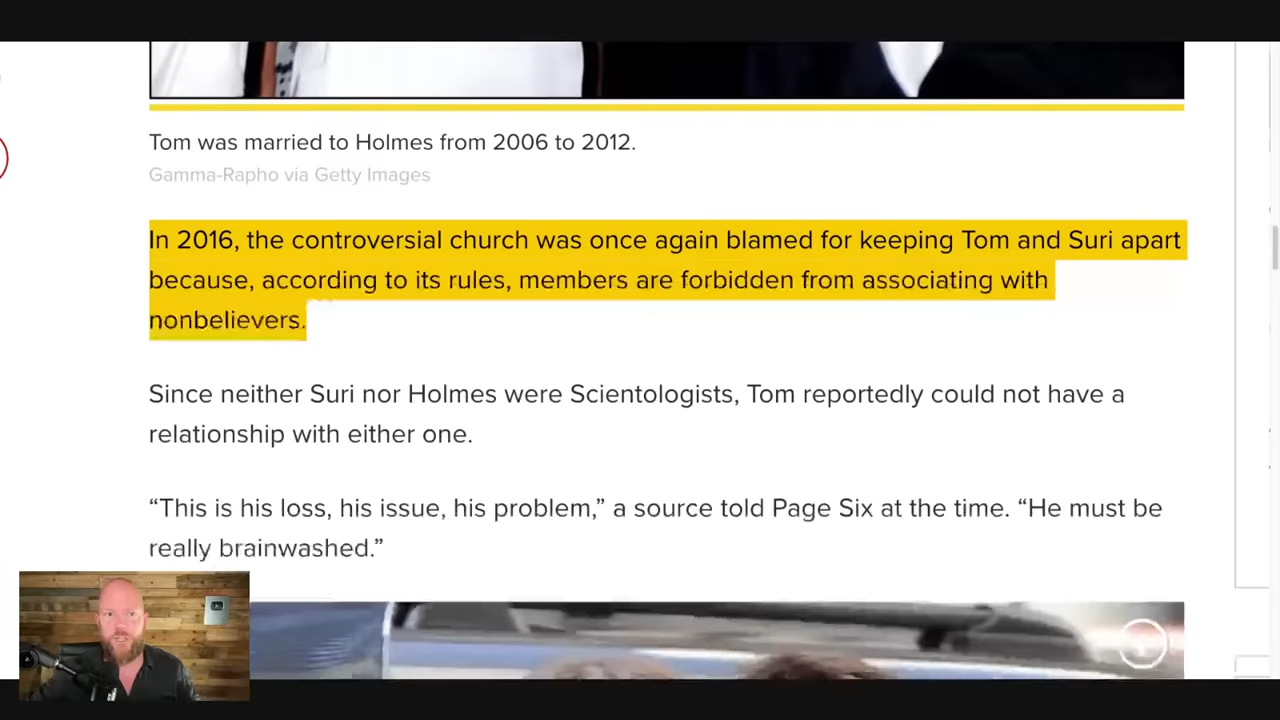 Tom was married to Holmes from 2006 to 2012.
Gamma-Rapho via Getty Images
In 2016, the controversial church was once again blamed for keeping Tom and Suri apart
because, according to its rules, members are forbidden from associating with
nonbelievers.
Since neither Suri nor Holmes were Scientologists, Tom reportedly could not have a
relationship with either one.
“This is his loss, his issue, his problem,” a source told Page Six at the time. “He must be
really brainwashed.”